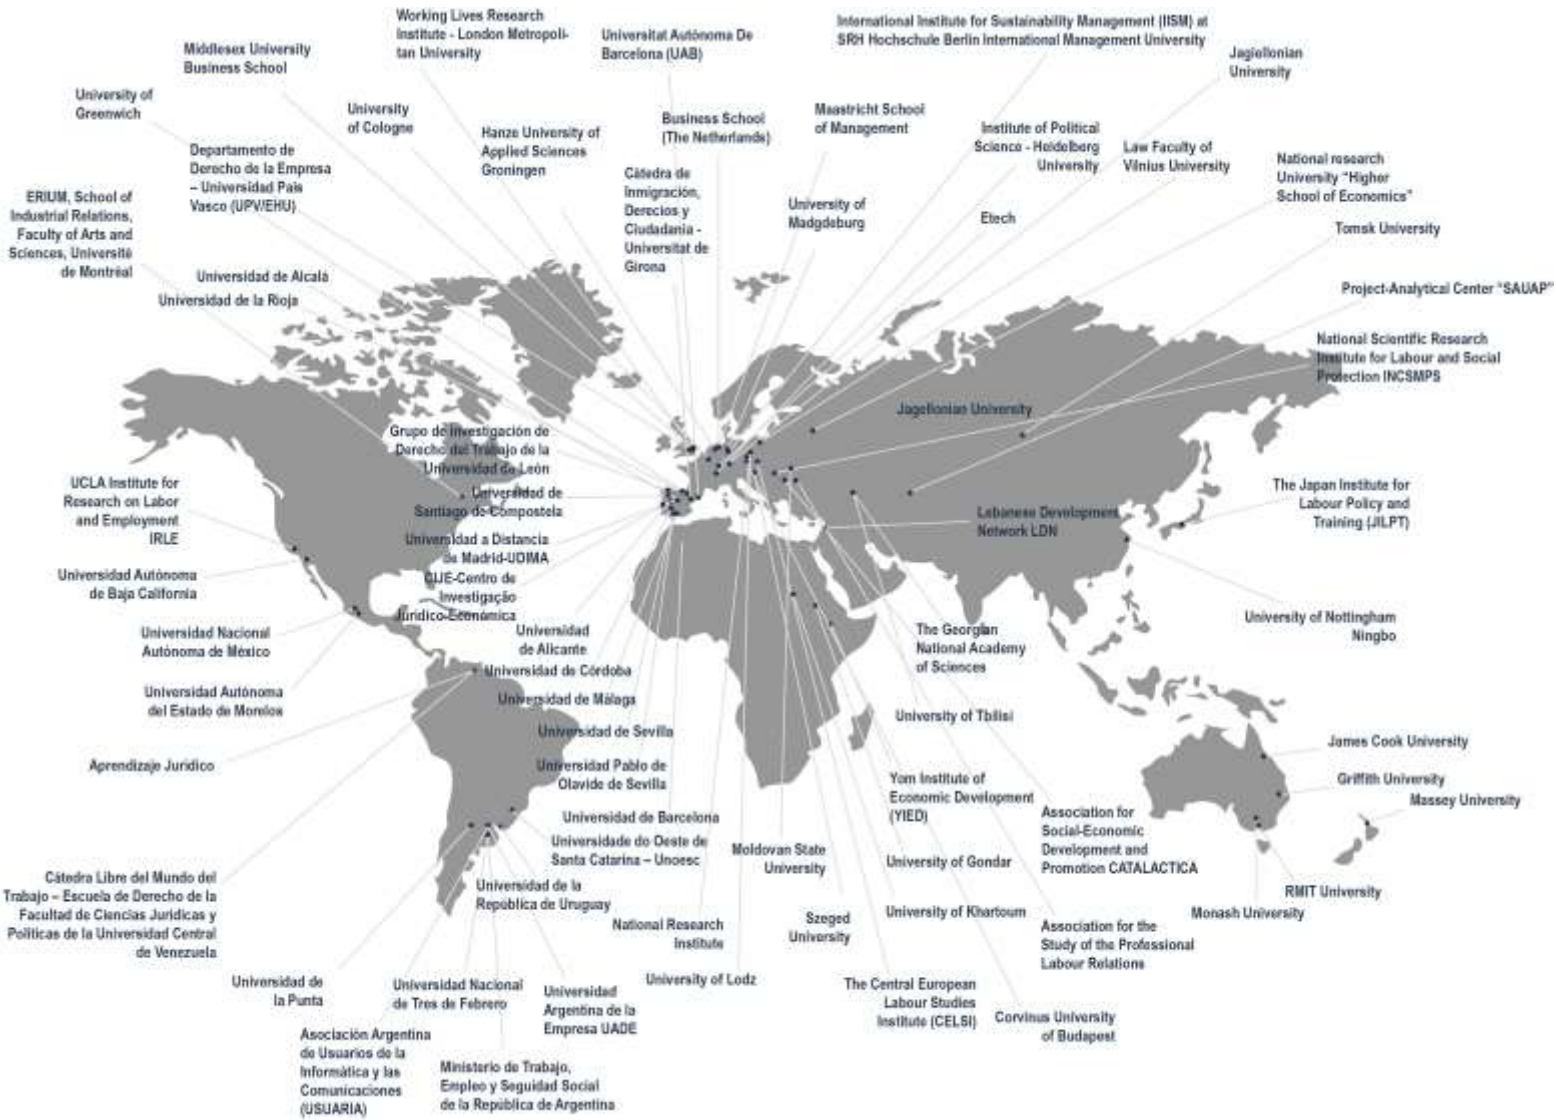 Working Lives Research
Institute - London Metropoli-
tan University
Universitat Autónoma De
Barcelona (UAB)
International Institute for Sustainability Management (IISM) at
SRH Hochschule Berlin International Management University
Middlesex University
Business School
Jagiellonian
University
University of
Greenwich
University
of Cologne
Hanze University of
Applied Sciences
Groningen
Business School
(The Netherlands)
Maastricht School
of Management
Institute of Political
Science - Heidelberg
University
Law Faculty of
Vilnius University
National research
University “Higher
School of Economics”
Departamento de
Derecho de la Empresa
– Universidad Pais
Vasco (UPV/EHU)
Cátedra de
Inmigración,
Derecios y
Ciudadania -
Universitat de
Girona
University of
Madgdeburg
Etech
Tomsk University
ERIUM, School of
Industrial Relations,
Faculty of Arts and
Sciences, Université
de Montréal
Universidad de Alcalá
Universidad de la Rioja
Project-Analytical Center “SAUAP”
National Scientific Research
Institute for Labour and Social
Protection INCSMPS
Jagellonian University
Grupo de Investigación de
Derecho del Trabajo de la
Universidad de León
Universidad de
Santiago de Compostela
UCLA Institute for
Research on Labor
and Employment
IRLE
The Japan Institute for
Labour Policy and
Training (JILPT)
Lebanese Development
Network LDN
Universidad a Distancia
de Madrid-UDIMA
CIJE-Centro de
Investigação
Jurídico-Económica
Universidad Autónoma
de Baja California
Universidad Nacional
Autónoma de México
Universidad
de Alicante
The Georgian
National Academy
of Sciences
University of Nottingham
Ningbo
Universidad de Córdoba
Universidad Autónoma
del Estado de Morelos
Universidad de Málaga
University of Tbilisi
Universidad de Sevilla
James Cook University
Aprendizaje Jurídico
Universidad Pablo de
Olavide de Sevilla
Yom Institute of
Economic Development
(YIED)
Griffith University
Massey University
Universidad de Barcelona
Association for
Social-Economic
Development and
Promotion CATALACTICA
Universidade do Oeste de
Santa Catarina – Unoesc
Moldovan State
University
University of Gondar
Cátedra Libre del Mundo del
Trabajo – Escuela de Derecho de la
Facultad de Ciencias Jurídicas y
Políticas de la Universidad Central
de Venezuela
Universidad de la
República de Uruguay
RMIT University
Monash University
National Research
Institute
Szeged
University
University of Khartoum
Association for the
Study of the Professional
Labour Relations
Universidad de
la Punta
Universidad Nacional
de Tres de Febrero
Universidad
Argentina de la
Empresa UADE
University of Lodz
The Central European
Labour Studies
Institute (CELSI)
Corvinus University
of Budapest
Asociación Argentina
de Usuarios de la
Informática y las
Comunicaciones
(USUARIA)
Ministerio de Trabajo,
Empleo y Seguidad Social
de la República de Argentina